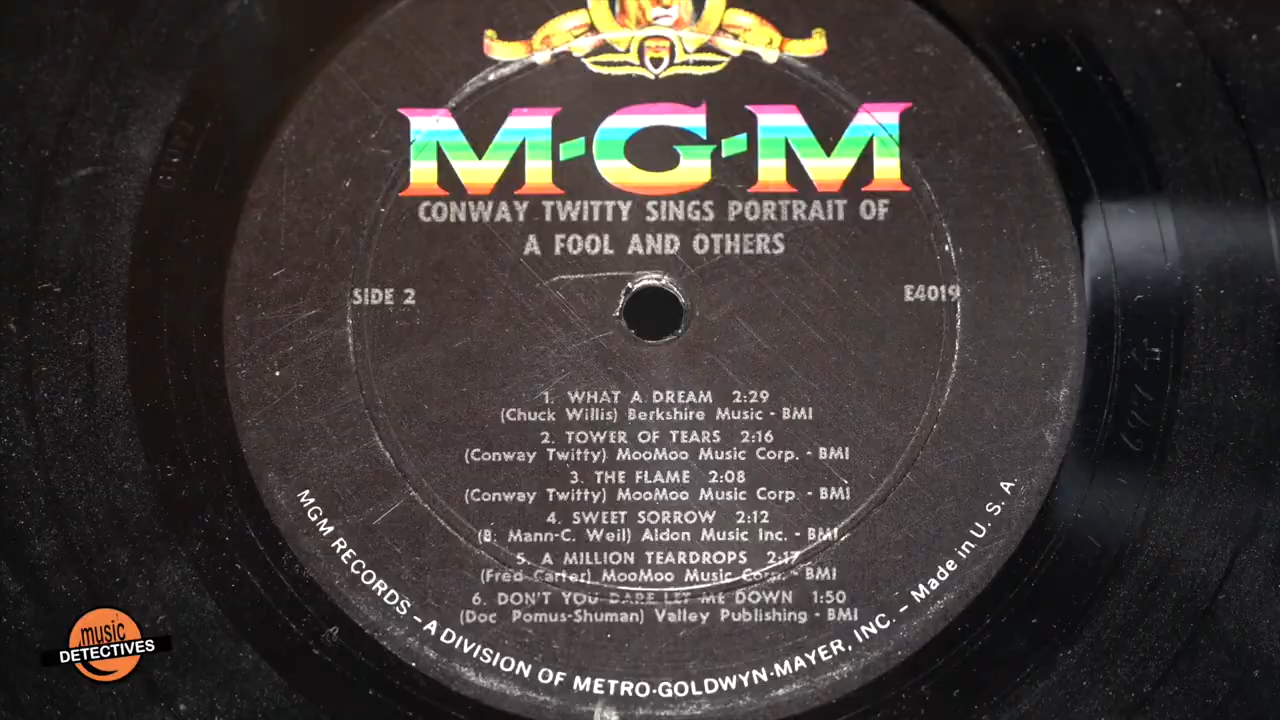 M-G-M
CONWAY TWITTY SINGS PORTRAIT OF
A FOOL AND OTHERS
SIDE 2
E4019
1. WHAT A DREAM 2:29
(Chuck Willis) Berkshire Music - BMI
2. TOWER OF TEARS 2:16
(Conway Twitty) MooMoo Music Corp. - BMI
3. THE FLAME 2:08
(Conway Twitty) MooMoo Music Corp - BMI
4. SWEET SORROW 2:12
(B. Mann-C. Weil) Aldon Music Inc. - BMI
5. A MILLION TEARDROPS 2:17
(Fred Carter) MooMoo Music Corp. - BMI
6. DON'T YOU DARE LET ME DOWN 1:50
(Doc Pomus-Shuman) Valley Publishing - BMI
MGM RECORDS – A DIVISION OF METRO-GOLDWYN-MAYER, INC. – Made in U. S. A.
music
DETECTIVES